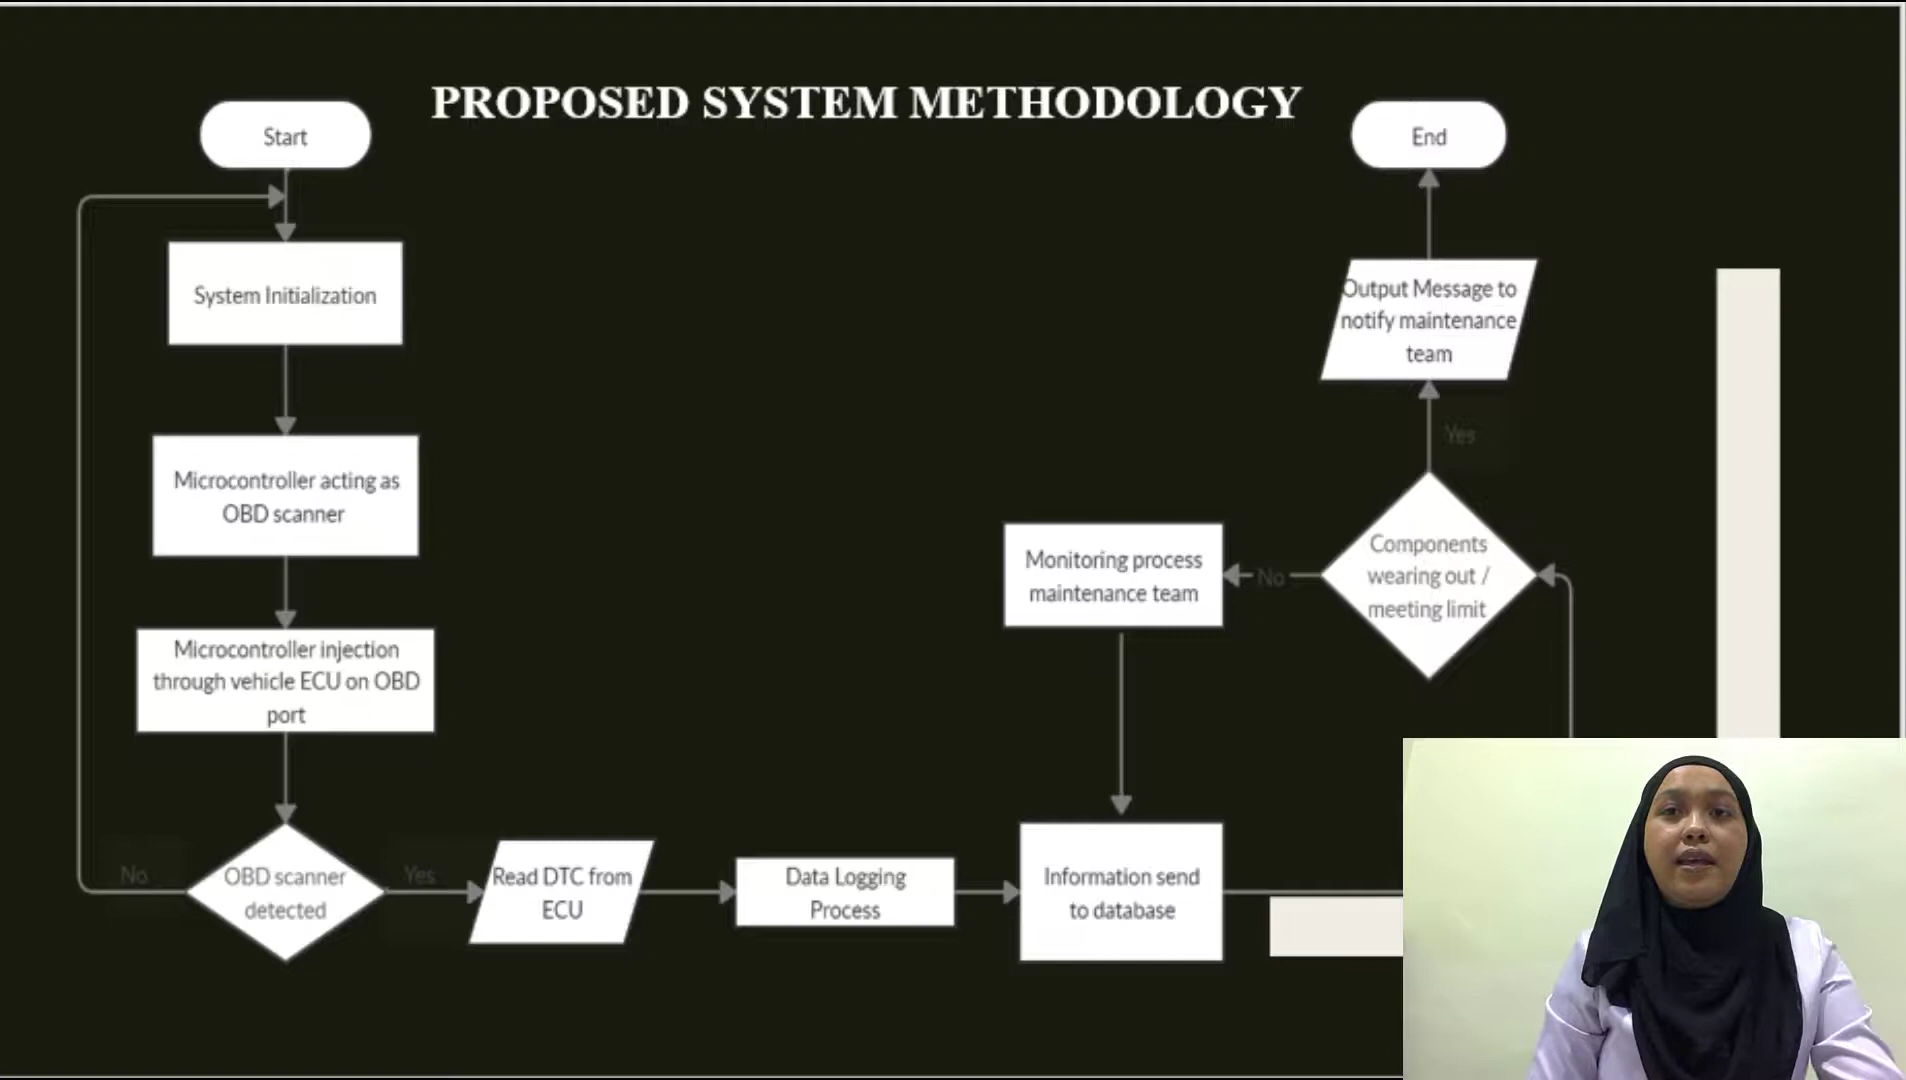 PROPOSED SYSTEM METHODOLOGY
Start
System Initialization
Microcontroller acting as
OBD scanner
Microcontroller injection
through vehicle ECU on OBD
port
OBD scanner
detected
No
Yes
Read DTC from
ECU
Data Logging
Process
Information send
to database
Monitoring process
maintenance team
No
Components
wearing out /
meeting limit
Yes
Output Message to
notify maintenance
team
End